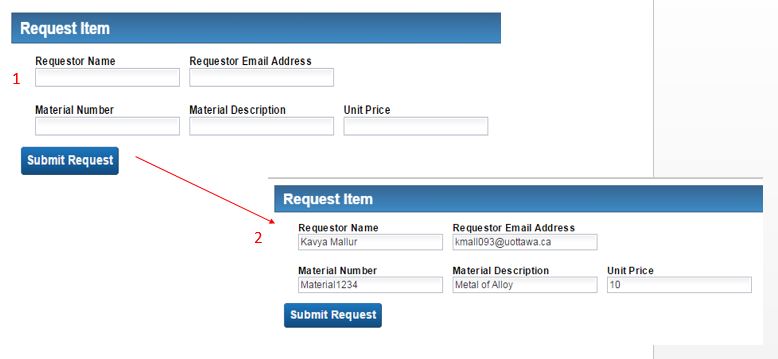 Request Item
Requestor Name Requestor Email Address
1
Material Number Material Description Unit Price
Submit Request
Request Item
2
Requestor Name Requestor Email Address
Kavya Mallur kmall093@uottawa.ca
Material Number Material Description Unit Price
Material1234 Metal of Alloy 10
Submit Request